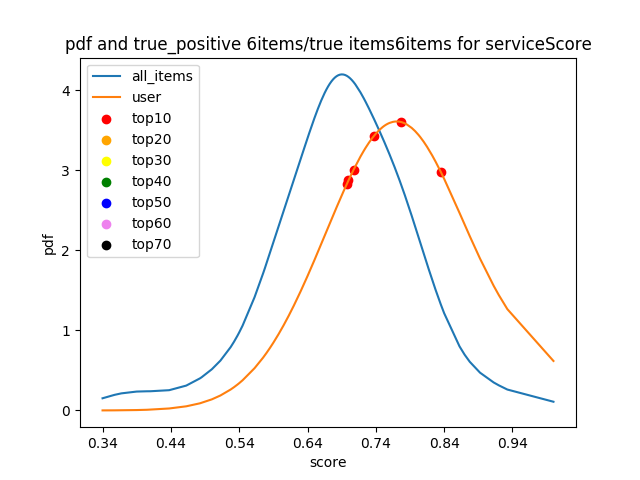 pdf and true_positive 6items/true items6items for serviceScore
all_items
user
top10
top20
top30
top40
top50
top60
top70
pdf
4
3
2
1
0
0.34 0.44 0.54 0.64 0.74 0.84 0.94
score